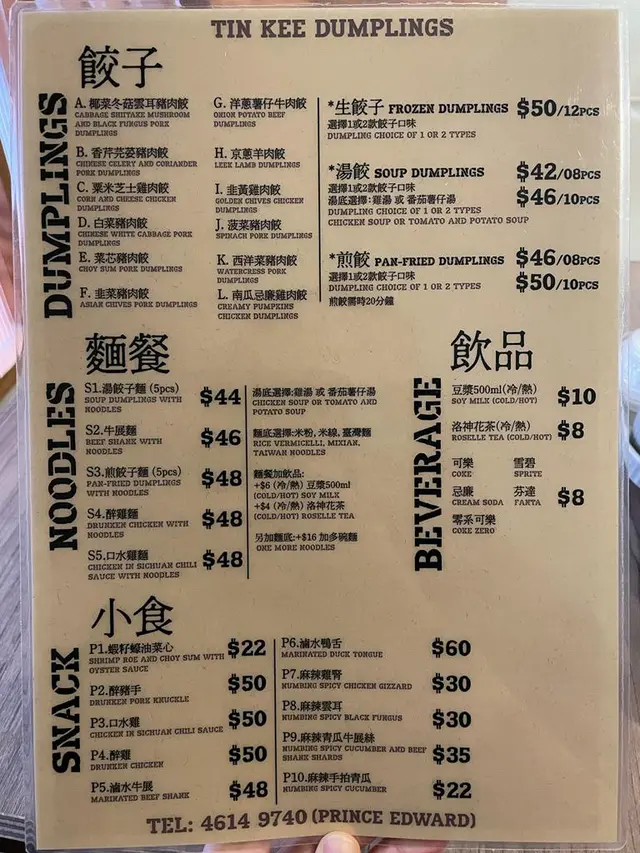 TIN KEE DUMPLINGS
餃子
DUMPLINGS
A. 椰菜冬菇雲耳豬肉餃
CABBAGE SHIITAKE MUSHROOM
AND BLACK FUNGUS PORK
DUMPLINGS
B. 香芹芫荽豬肉餃
CHINESE CELERY AND CORIANDER
PORK DUMPLINGS
C. 粟米芝士雞肉餃
CORN AND CHEESE CHICKEN
DUMPLINGS
D. 白菜豬肉餃
CHINESE WHITE CABBAGE PORK
DUMPLINGS
E. 菜芯豬肉餃
CHOY SUM PORK DUMPLINGS
F. 韭菜豬肉餃
ASIAN CHIVES PORK DUMPLINGS
G. 洋蔥薯仔牛肉餃
ONION POTATO BEEF
DUMPLINGS
H. 京蔥羊肉餃
LEEK LAMB DUMPLINGS
I. 韭黃雞肉餃
GOLDEN CHIVES CHICKEN
DUMPLINGS
J. 菠菜豬肉餃
SPINACH PORK DUMPLINGS
K. 西洋菜豬肉餃
WATERCRESS PORK
DUMPLINGS
L. 南瓜忌廉雞肉餃
CREAMY PUMPKIN
CHICKEN DUMPLINGS
*生餃子 FROZEN DUMPLINGS $50/12PCS
選擇1或2款餃子口味
DUMPLING CHOICE OF 1 OR 2 TYPES
*湯餃 SOUP DUMPLINGS $42/08PCS
選擇1或2款餃子口味
湯底選擇:雞湯 或 番茄薯仔湯 $46/10PCS
DUMPLING CHOICE OF 1 OR 2 TYPES
CHICKEN SOUP OR TOMATO AND POTATO SOUP
*煎餃 PAN-FRIED DUMPLINGS $46/08PCS
選擇1或2款餃子口味
DUMPLING CHOICE OF 1 OR 2 TYPES $50/10PCS
煎餃需時20分鐘
麵餐
NOODLES
S1.湯餃子麵 (5pcs) $44
SOUP DUMPLINGS WITH
NOODLES
S2.牛展麵 $46
BEEF SHANK WITH
NOODLES
S3.煎餃子麵 (5pcs) $48
PAN-FRIED DUMPLINGS
WITH NOODLES
S4.醉雞麵 $48
DRUNKEN CHICKEN WITH
NOODLES
S5.口水雞麵 $48
CHICKEN IN SICHUAN CHILI
SAUCE WITH NOODLES
湯底選擇:雞湯 或 番茄薯仔湯
CHICKEN SOUP OR TOMATO AND
POTATO SOUP
麵底選擇:米粉, 米線, 臺灣麵
RICE VERMICELLI, MIXIAN,
TAIWAN NOODLES
麵餐加飲品:
+$6 (冷/熱) 豆漿500ml
(COLD/HOT) SOY MILK
+$4 (冷/熱) 洛神花茶
(COLD/HOT) ROSELLE TEA
另加麵底:+$16 加多碗麵
ONE MORE NOODLES
飲品
BEVERAGE
豆漿500ml(冷/熱) $10
SOY MILK (COLD/HOT)
洛神花茶(冷/熱) $8
ROSELLE TEA (COLD/HOT)
可樂 雪碧
COKE SPRITE
忌廉 芬達 $8
CREAM SODA FANTA
零系可樂
COKE ZERO
小食
SNACK
P1.蝦籽蠔油菜心 $22
SHRIMP ROE AND CHOY SUM WITH
OYSTER SAUCE
P2.醉豬手 $50
DRUNKEN PORK KNUCKLE
P3.口水雞 $50
CHICKEN IN SICHUAN CHILI SAUCE
P4.醉雞 $50
DRUNKEN CHICKEN
P5.滷水牛展 $48
MARINATED BEEF SHANK
P6.滷水鴨舌 $60
MARINATED DUCK TONGUE
P7.麻辣雞腎 $30
NUMBING SPICY CHICKEN GIZZARD
P8.麻辣雲耳 $30
NUMBING SPICY BLACK FUNGUS
P9.麻辣青瓜牛展絲 $35
NUMBING SPICY CUCUMBER AND BEEF
SHANK SHARDS
P10.麻辣手拍青瓜 $22
NUMBING SPICY CUCUMBER
TEL: 4614 9740 (PRINCE EDWARD)